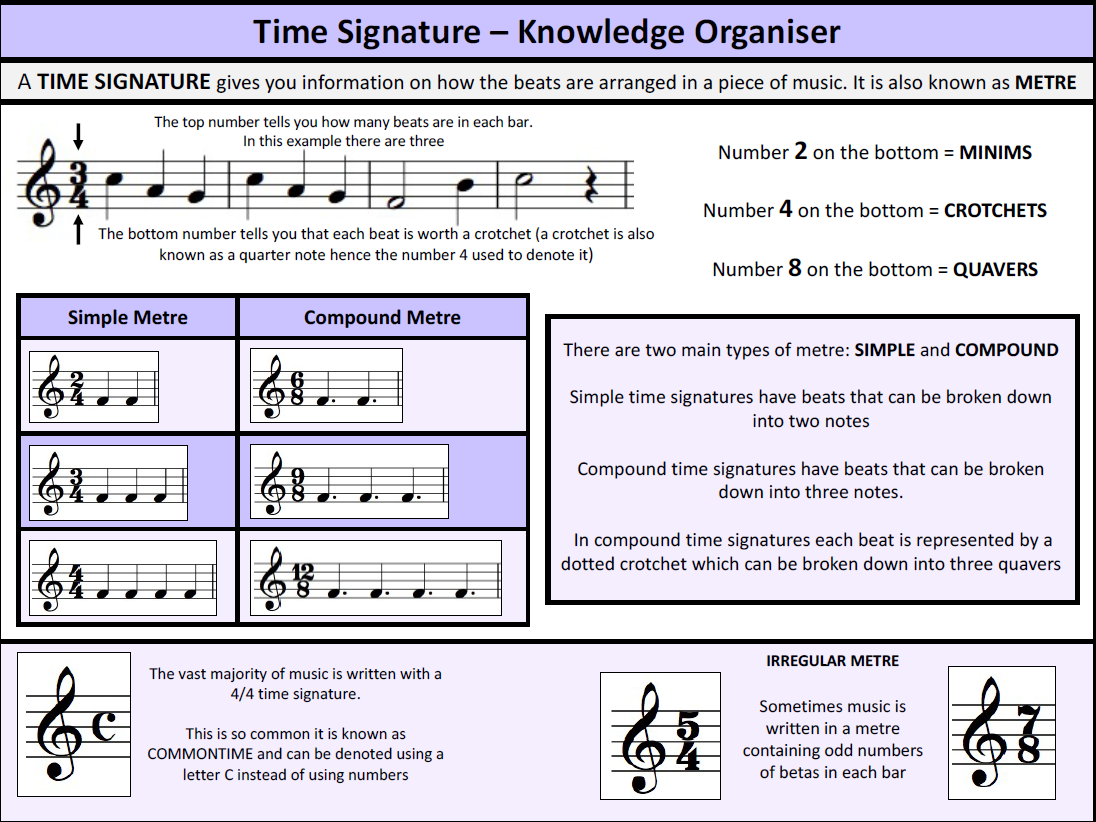 Time Signature – Knowledge Organiser
A TIME SIGNATURE gives you information on how the beats are arranged in a piece of music. It is also known as METRE
The top number tells you how many beats are in each bar.
In this example there are three
3
4
The bottom number tells you that each beat is worth a crotchet (a crotchet is also
known as a quarter note hence the number 4 used to denote it)
Number 2 on the bottom = MINIMS
Number 4 on the bottom = CROTCHETS
Number 8 on the bottom = QUAVERS
Simple Metre
Compound Metre
2
4
6
8
3
4
9
8
4
4
12
8
There are two main types of metre: SIMPLE and COMPOUND
Simple time signatures have beats that can be broken down
into two notes
Compound time signatures have beats that can be broken
down into three notes.
In compound time signatures each beat is represented by a
dotted crotchet which can be broken down into three quavers
C
The vast majority of music is written with a
4/4 time signature.
This is so common it is known as
COMMONTIME and can be denoted using a
letter C instead of using numbers
5
4
IRREGULAR METRE
Sometimes music is
written in a metre
containing odd numbers
of betas in each bar
7
8